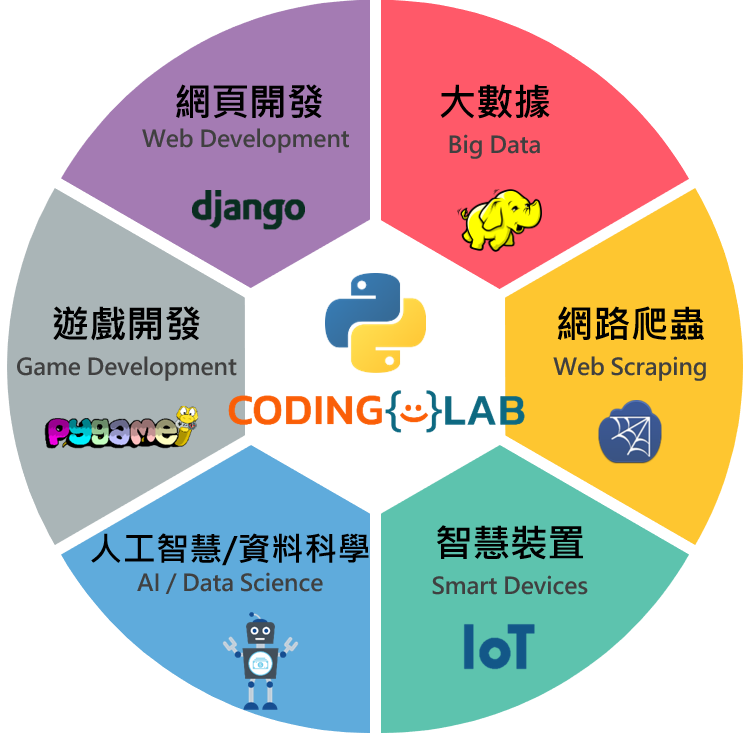 網頁開發
Web Development
django
大數據
Big Data
遊戲開發
Game Development
pygame
網路爬蟲
Web Scraping
CODING{}LAB
人工智慧/資料科學
AI / Data Science
智慧裝置
Smart Devices
IoT